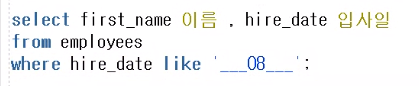 select first_name 이름 , hire_date 입사일
from employees
where hire_date like '___08___';